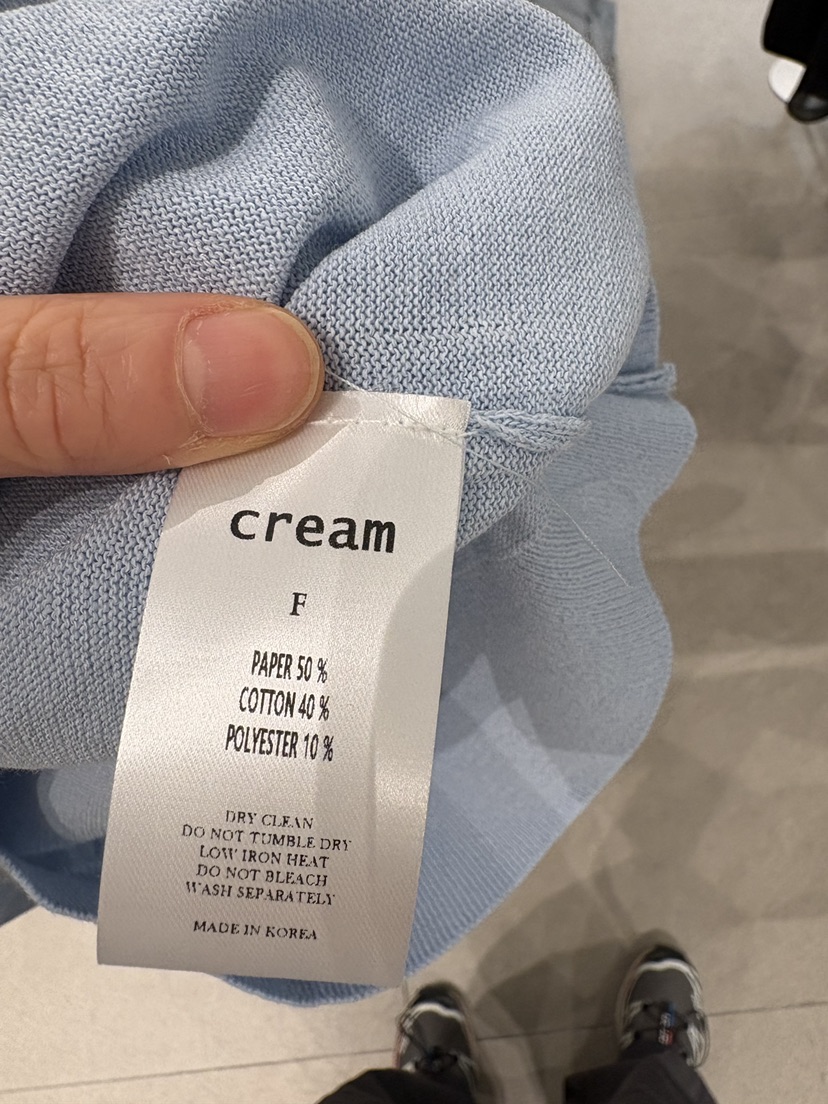 cream
F
PAPER 50 %
COTTON 40 %
POLYESTER 10 %
DRY CLEAN
DO NOT TUMBLE DRY
LOW IRON HEAT
DO NOT BLEACH
WASH SEPARATELY
MADE IN KOREA